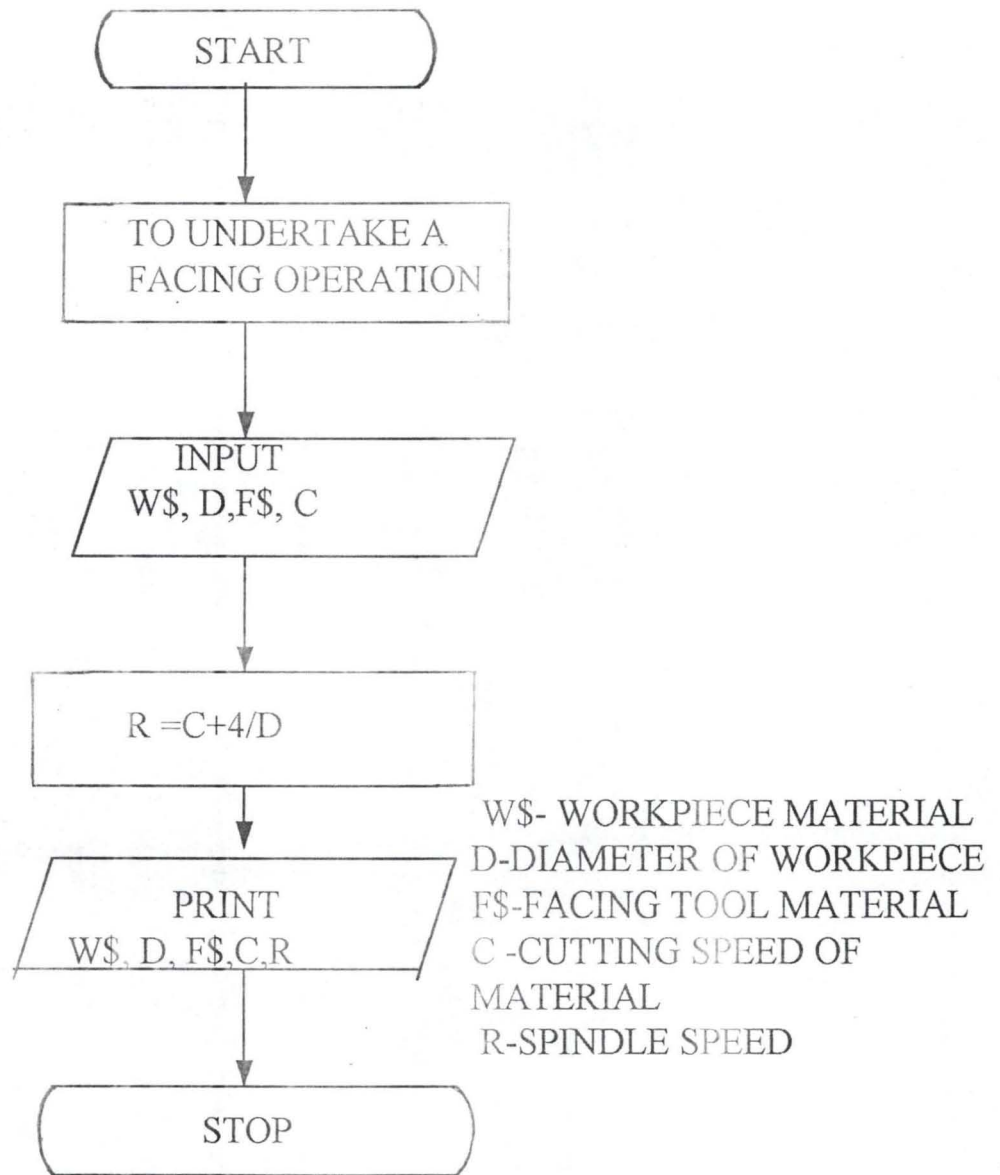 START
TO UNDERTAKE A
FACING OPERATION
INPUT
W$, D,F$, C
R =C+4/D
PRINT
W$, D, F$,C,R
W$- WORKPIECE MATERIAL
D-DIAMETER OF WORKPIECE
F$-FACING TOOL MATERIAL
C -CUTTING SPEED OF
MATERIAL
R-SPINDLE SPEED
STOP